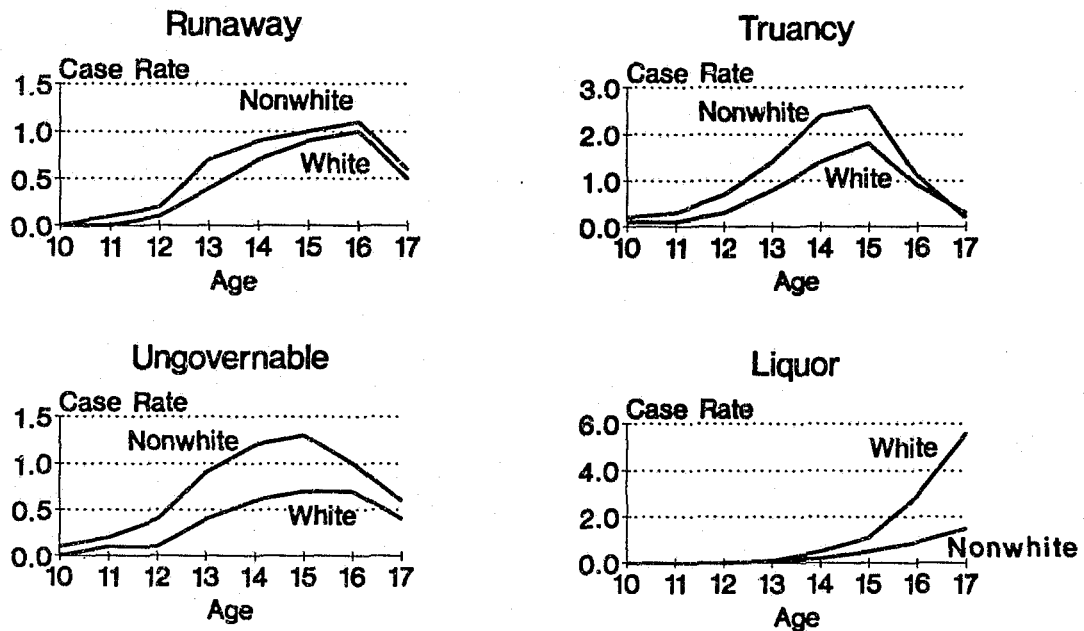 Runaway
Case Rate
1.5
1.0
0.5
0.0
Nonwhite
White
10 11 12 13 14 15 16 17
Age
Truancy
Case Rate
3.0
2.0
1.0
0.0
Nonwhite
White
10 11 12 13 14 15 16 17
Age
Ungovernable
Case Rate
1.5
1.0
0.5
0.0
Nonwhite
White
10 11 12 13 14 15 16 17
Age
Liquor
Case Rate
6.0
4.0
2.0
0.0
White
Nonwhite
10 11 12 13 14 15 16 17
Age